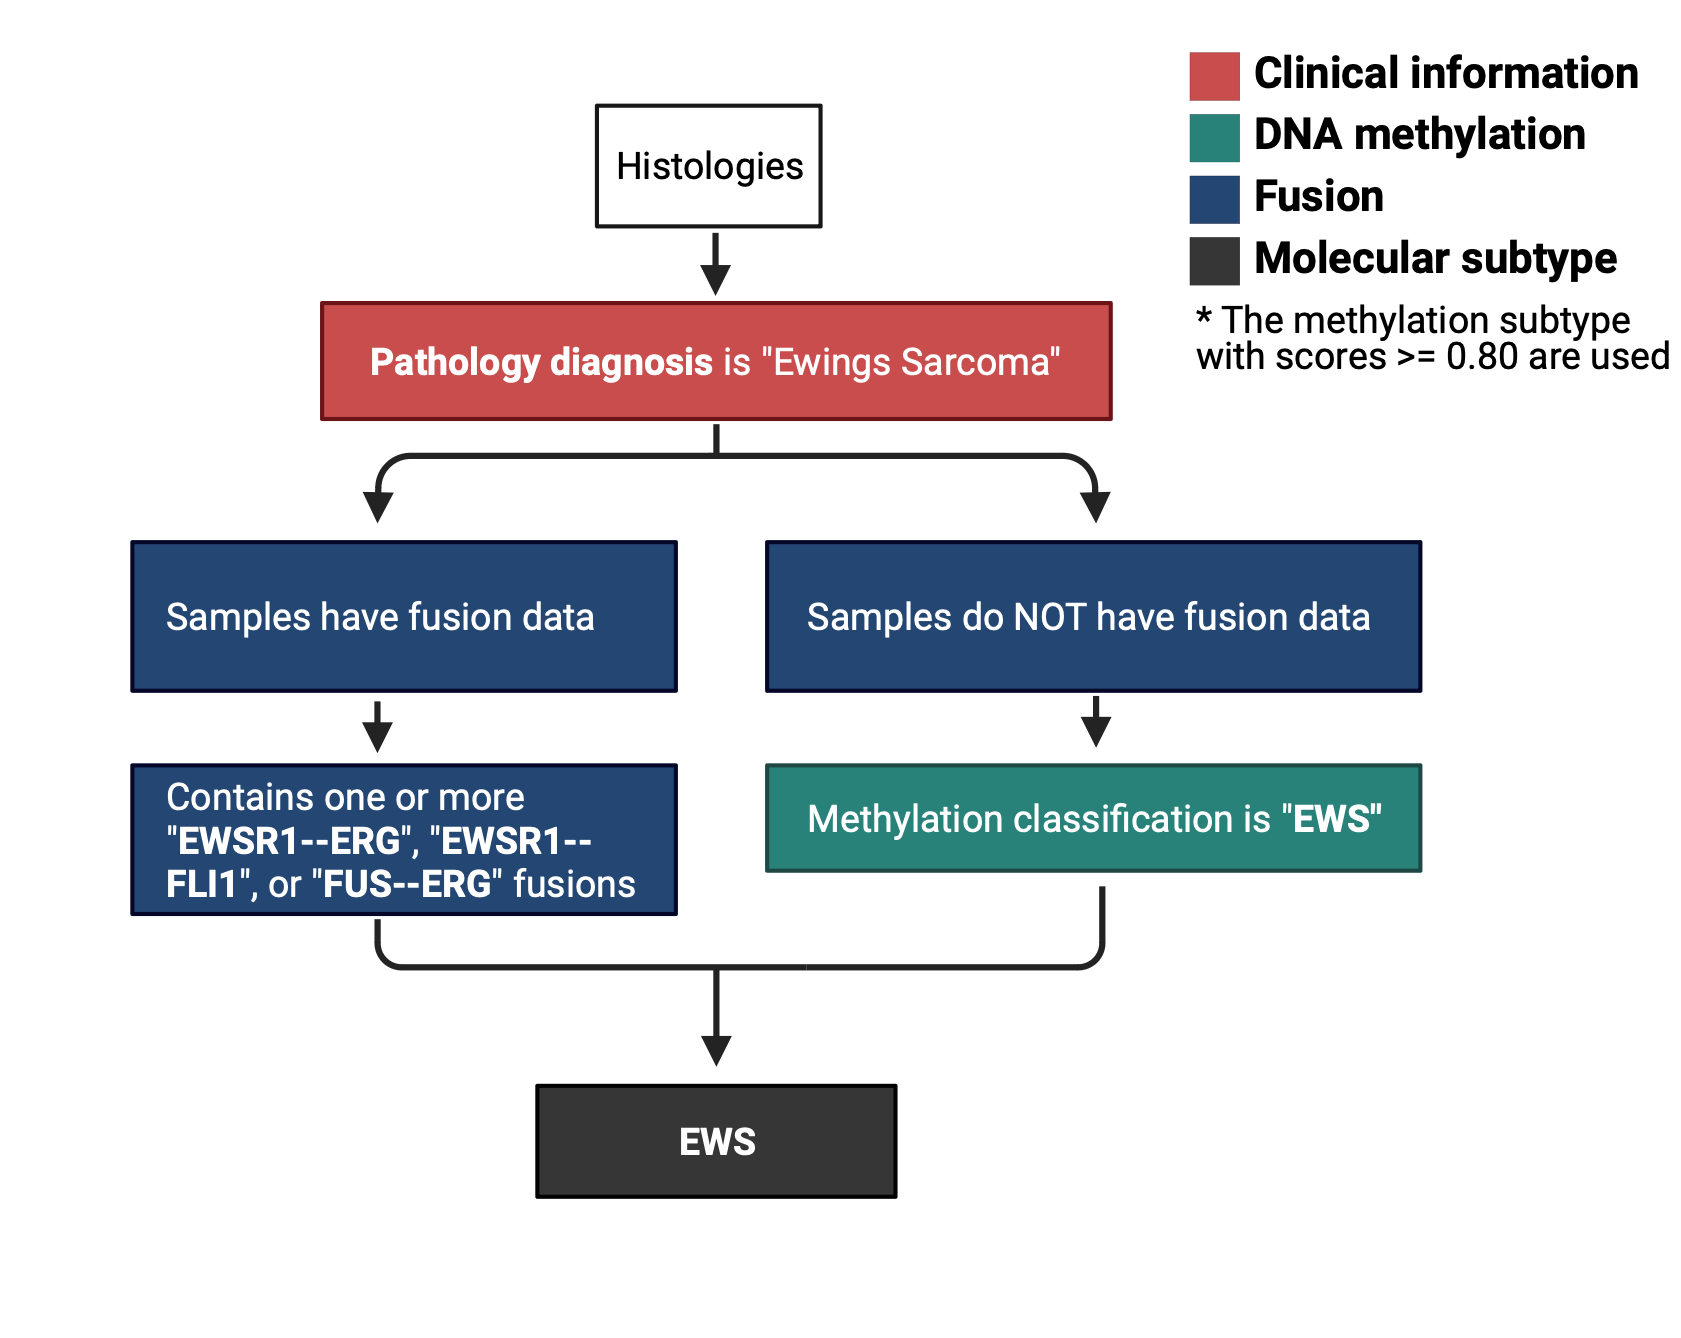 Clinical information
DNA methylation
Fusion
Molecular subtype
* The methylation subtype
with scores >= 0.80 are used
Histologies
Pathology diagnosis is "Ewings Sarcoma"
Samples have fusion data
Samples do NOT have fusion data
Contains one or more
"EWSR1--ERG", "EWSR1--
FLI1", or "FUS--ERG" fusions
Methylation classification is "EWS"
EWS